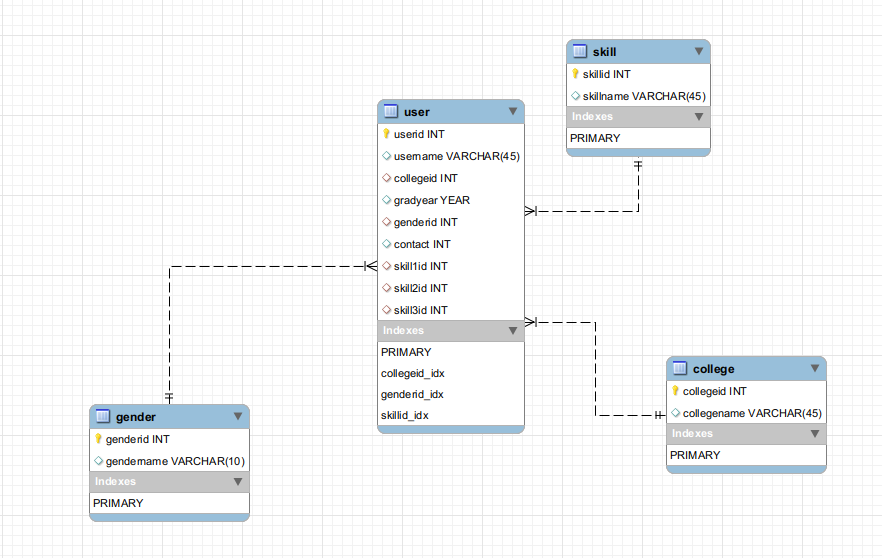 skill
skillid INT
skillname VARCHAR(45)
Indexes
PRIMARY
user
userid INT
username VARCHAR(45)
collegeid INT
gradyear YEAR
genderid INT
contact INT
skill1id INT
skill2id INT
skill3id INT
Indexes
PRIMARY
collegeid_idx
genderid_idx
skillid_idx
college
collegeid INT
collegename VARCHAR(45)
Indexes
PRIMARY
gender
genderid INT
gendername VARCHAR(10)
Indexes
PRIMARY